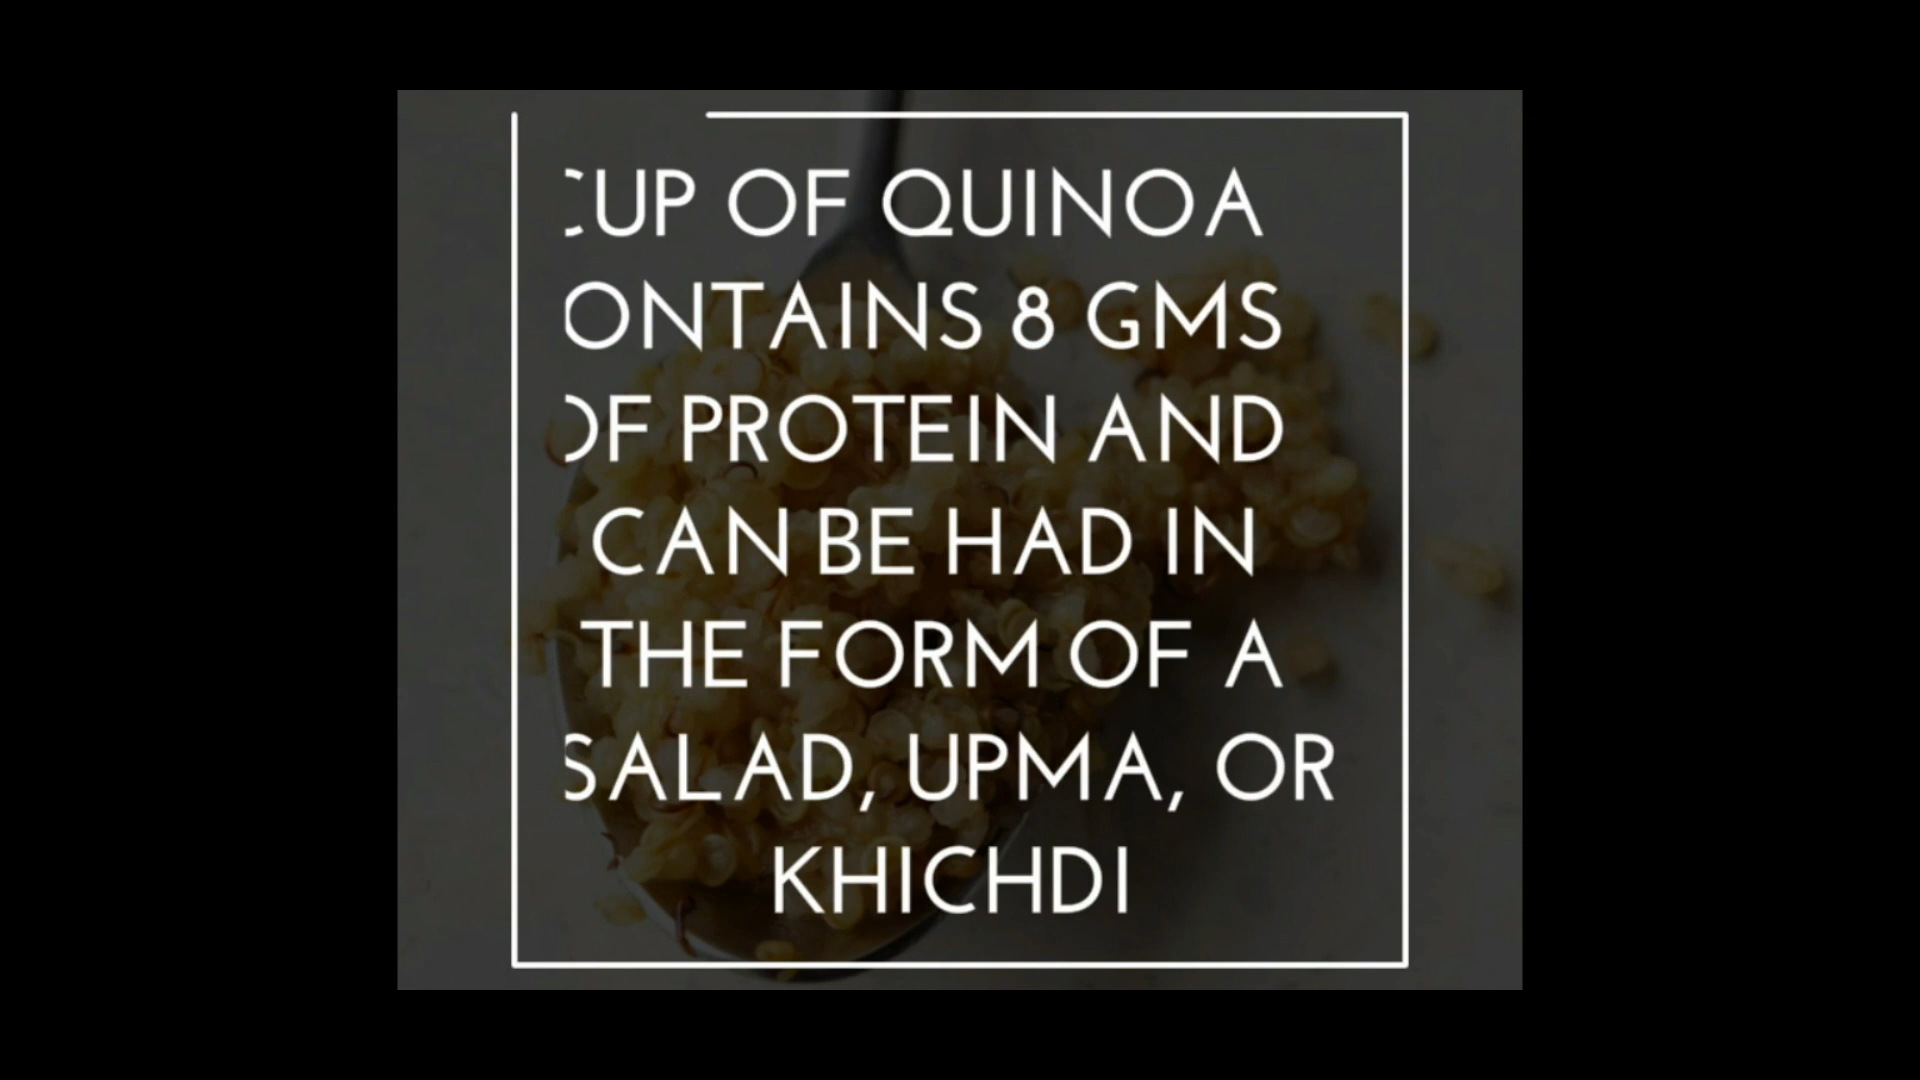 CUP OF QUINOA
ONTAINS 8 GMS
OF PROTEIN AND
CAN BE HAD IN
THE FORM OF A
SALAD, UPMA, OR
KHICHDI